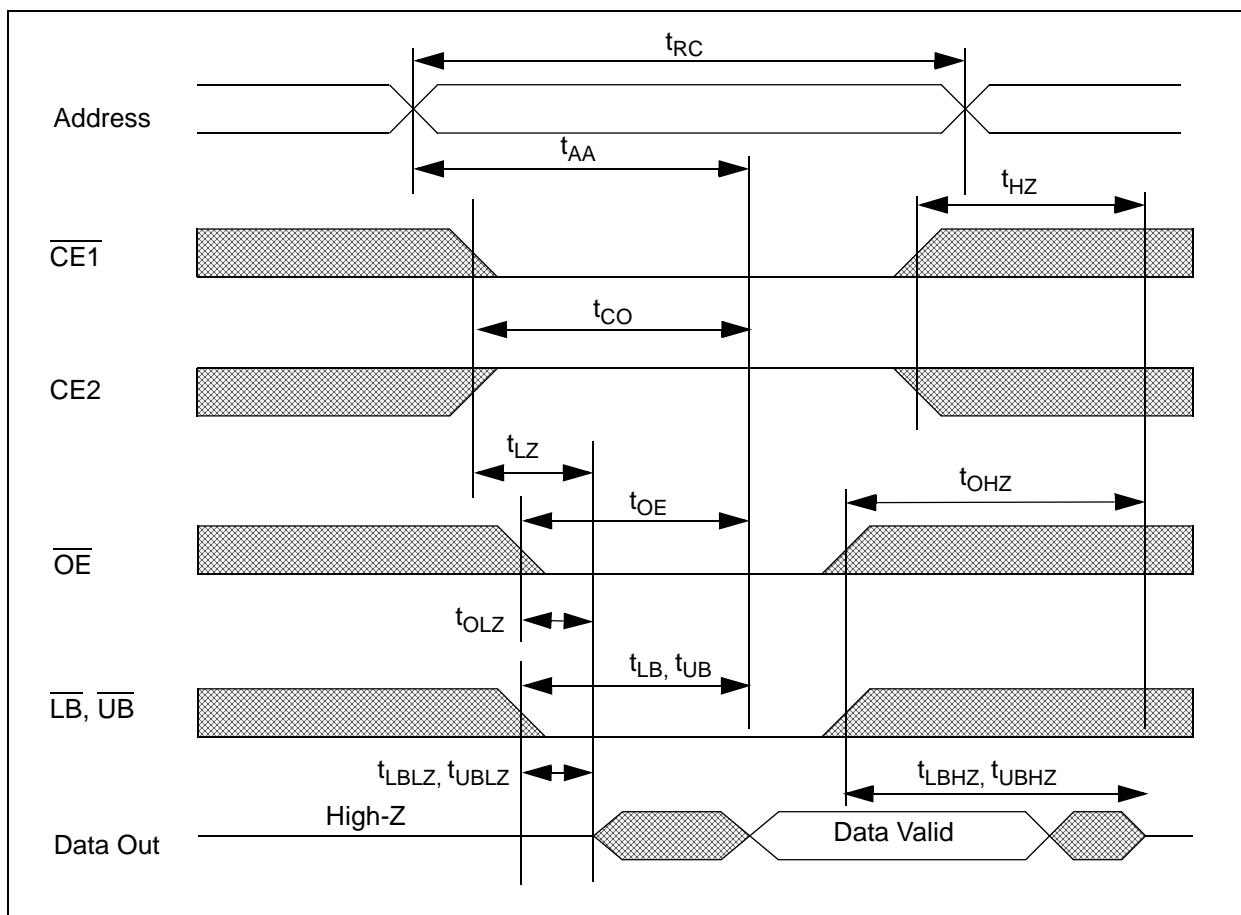 tRC
Address
tAA
tHZ
CE1
tCO
CE2
tLZ
tOHZ
tOE
OE
tOLZ
tLB, tUB
LB, UB
tLBLZ, tUBLZ
tLBHZ, tUBHZ
High-Z
Data Valid
Data Out